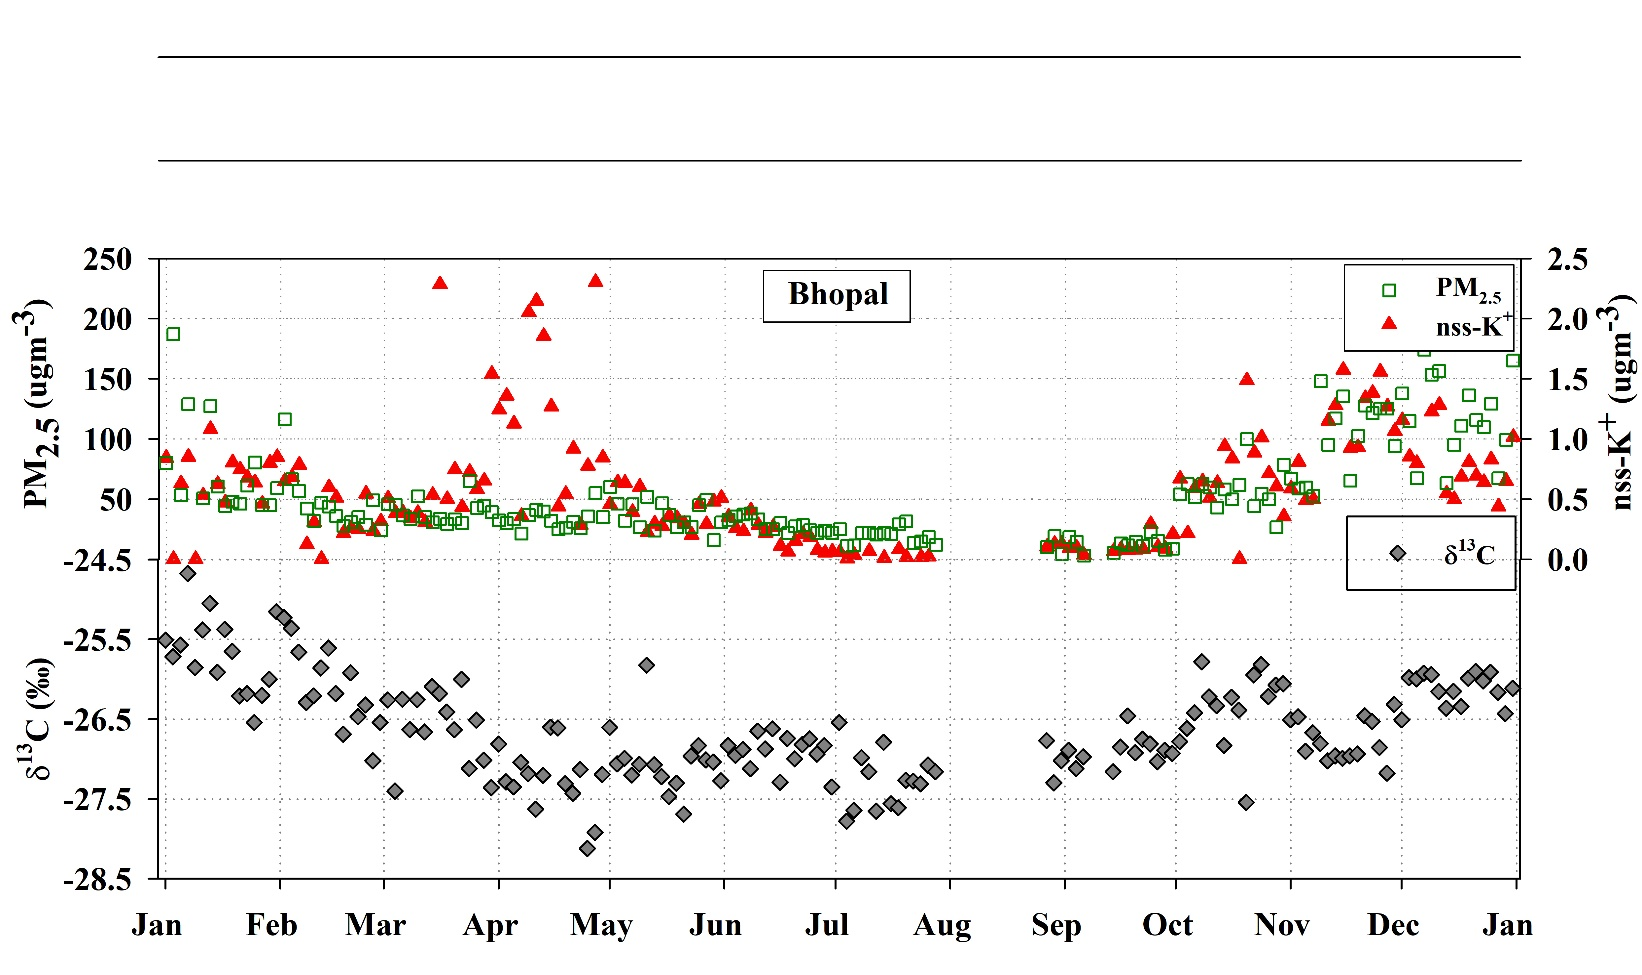 250
200
150
100
50
-24.5
-25.5
-26.5
-27.5
-28.5
PM2.5 (ugm-3)
δ13C (‰)
Bhopal
PM2.5
nss-K+
δ13C
2.5
2.0
1.5
1.0
0.5
0.0
nss-K+ (ugm-3)
Jan Feb Mar Apr May Jun Jul Aug Sep Oct Nov Dec Jan